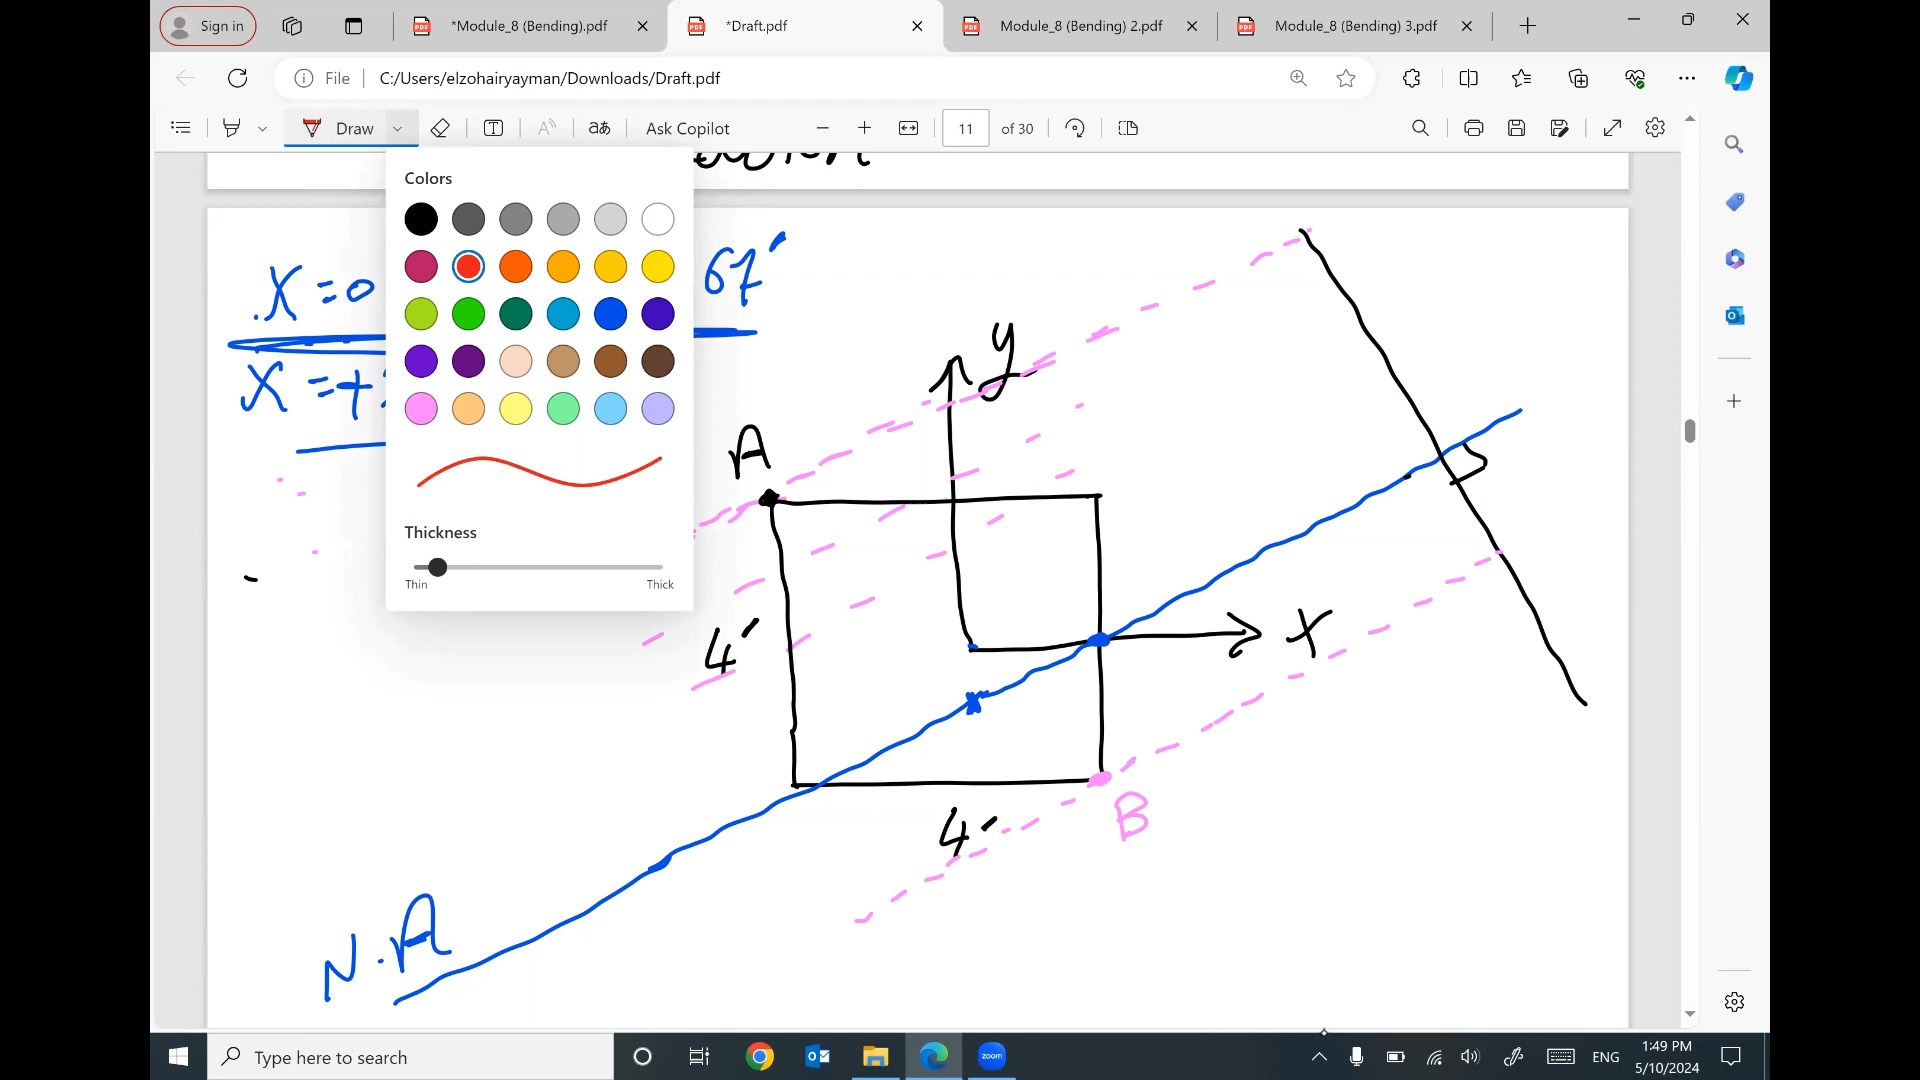 Sign in
*Module_8 (Bending).pdf
*Draft.pdf
Module_8 (Bending) 2.pdf
Module_8 (Bending) 3.pdf
File
C:/Users/elzohairyayman/Downloads/Draft.pdf
Draw
Ask Copilot
11
of 30
Colors
Thickness
Thin
Thick
.X=0
67"
X=+
y
A
4"
X
4"
B
N.A
Type here to search
zoom
ENG
1:49 PM
5/10/2024